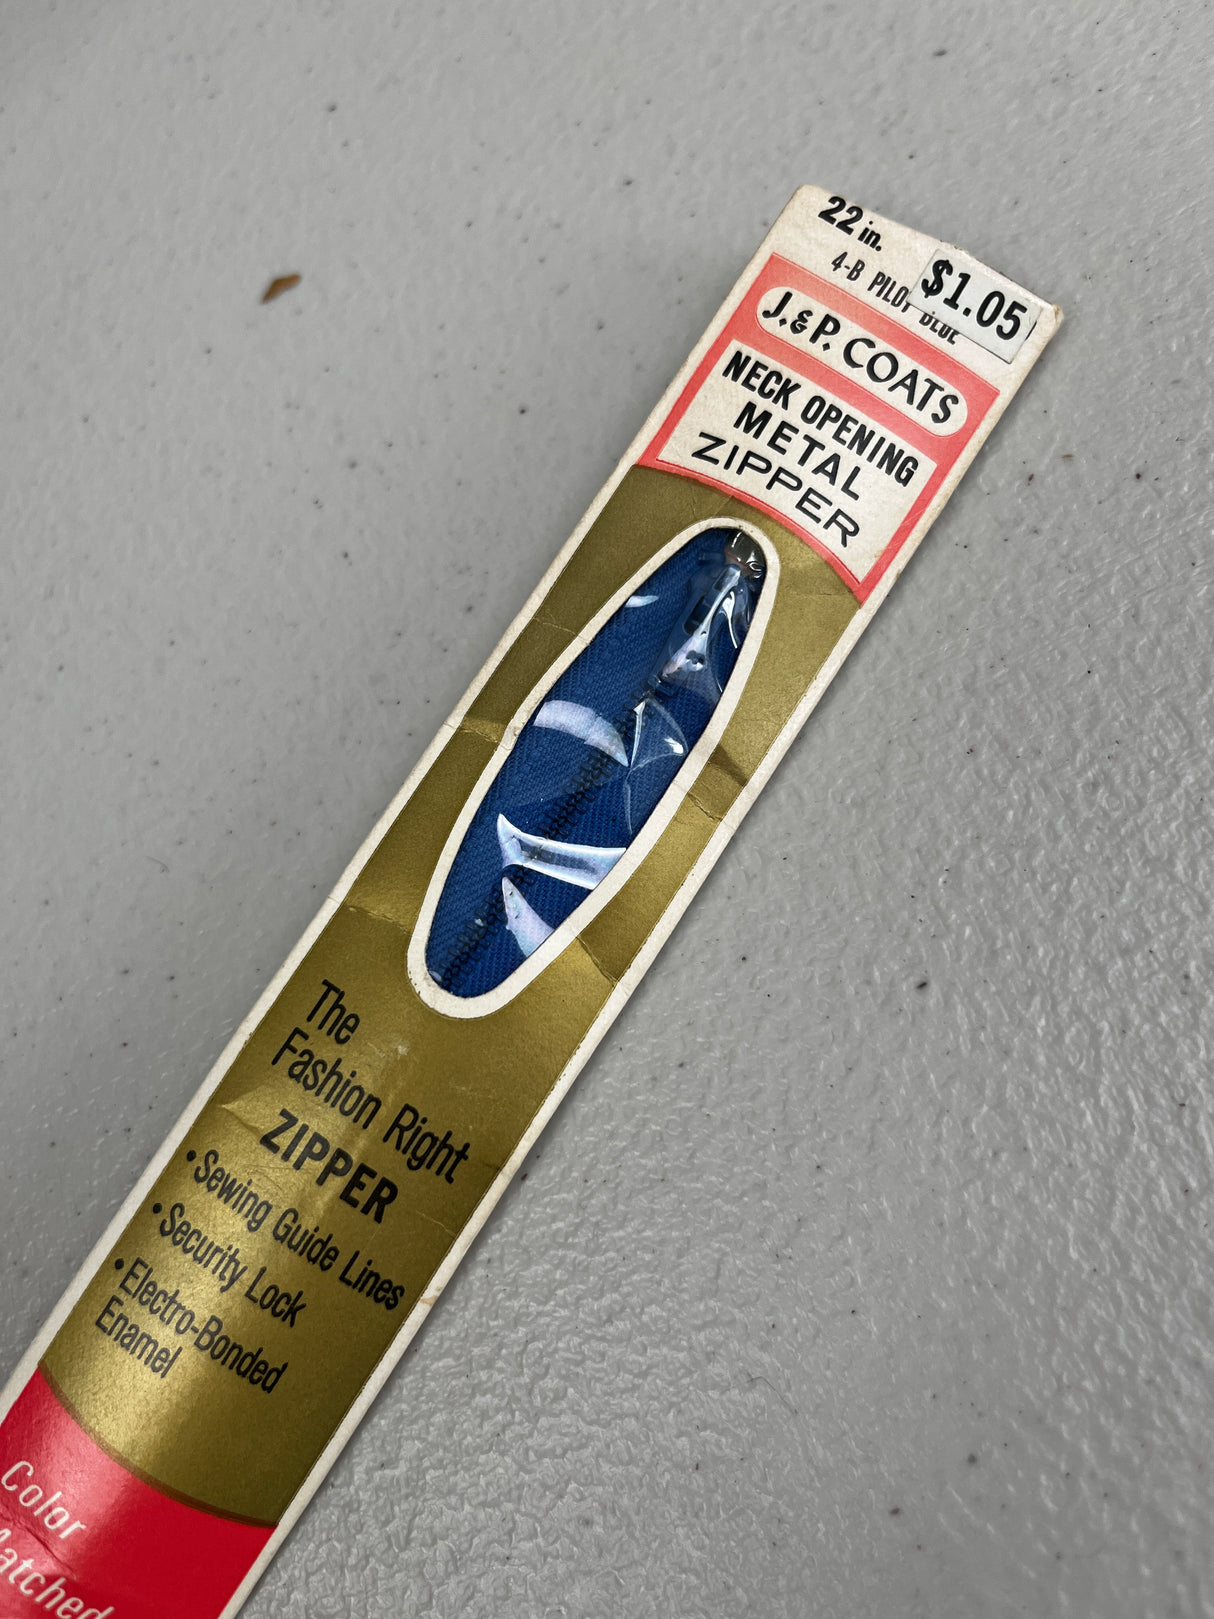 22 in.
$1.05
4-B PILOT BLUE
J. & P. COATS
NECK OPENING
METAL
ZIPPER
The
Fashion Right
ZIPPER
• Sewing Guide Lines
• Security Lock
• Electro-Bonded
Enamel
Color
Matched